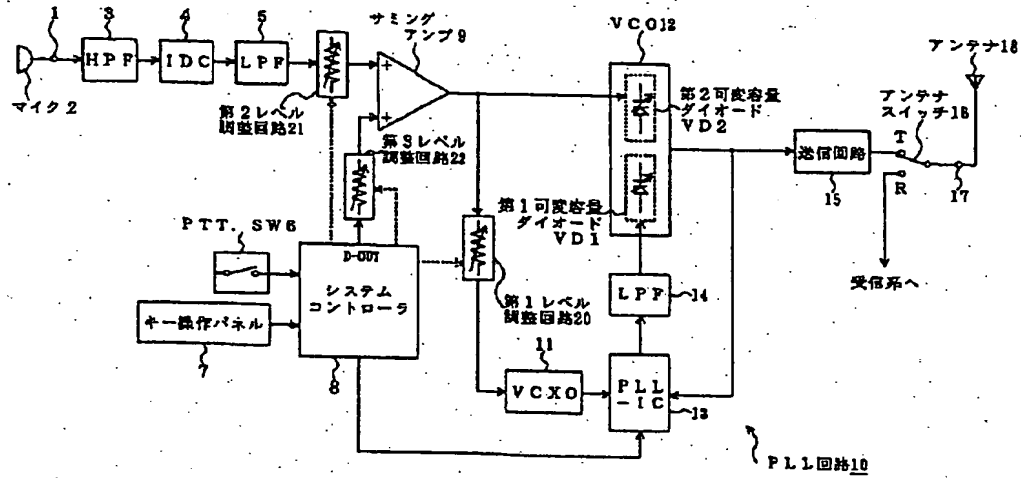 1
3
4
5
HPF
IDC
LPF
マイク2
サミング
アンプ9
第2レベル
調整回路21
第3レベル
調整回路22
VCO12
第2可変容量
ダイオード
VD2
第1可変容量
ダイオード
VD1
アンテナ18
アンテナ
スイッチ16
T
R
送信回路
15
17
受信系へ
PTT. SW6
キー操作パネル
7
D-OUT
システム
コントローラ
8
第1レベル
調整回路20
LPF
14
11
VCXO
PLL
-IC
13
PLL回路10